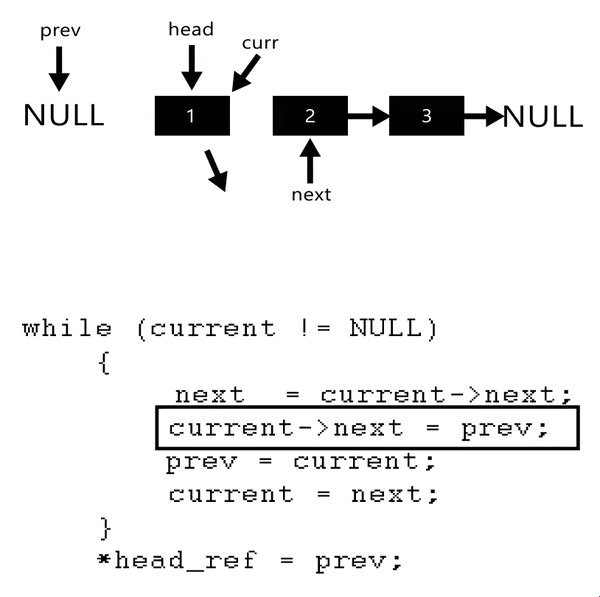 prev
head
curr
NULL 1 2 3 NULL
next
while (current != NULL)
{
next = current->next;
current->next = prev;
prev = current;
current = next;
}
*head_ref = prev;